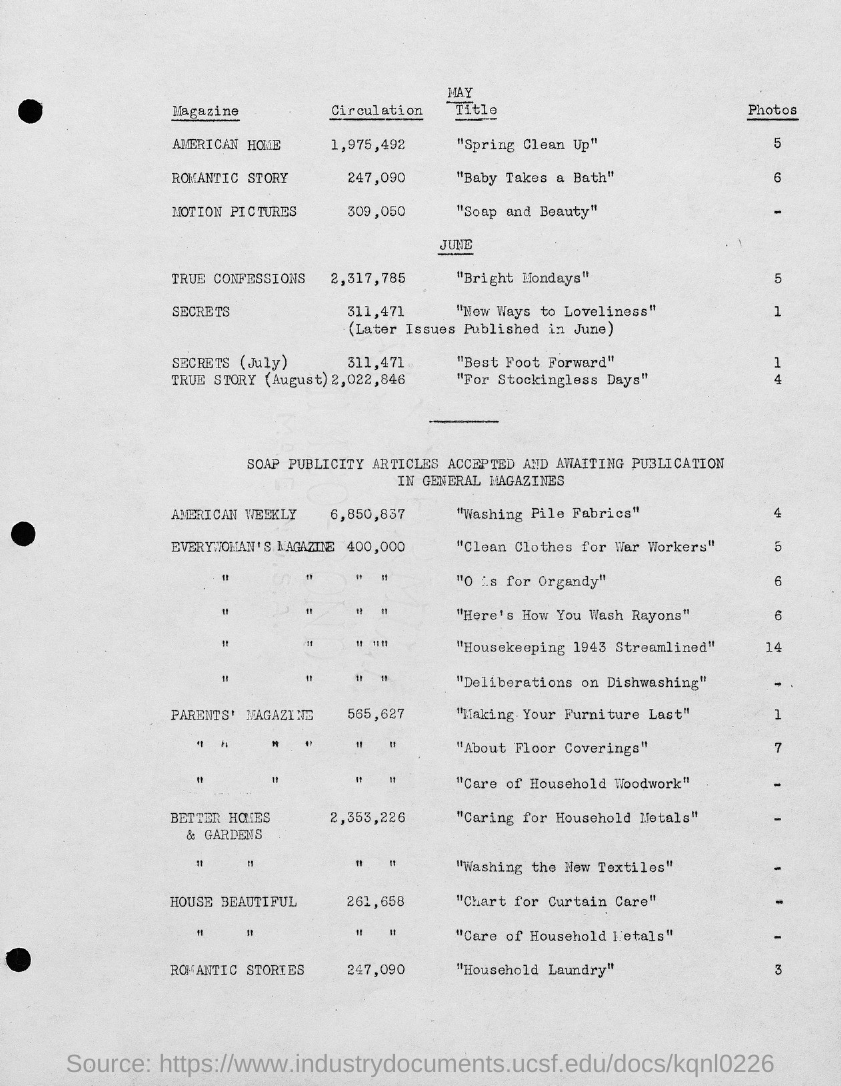 MAY
Magazine Circulation Title Photos
AMERICAN HOME 1,975,492 "Spring Clean Up" 5
ROMANTIC STORY 247,090 "Baby Takes a Bath" 6
MOTION PICTURES 309,050 "Soap and Beauty" -
JUNE
TRUE CONFESSIONS 2,317,785 "Bright Mondays" 5
SECRETS 311,471 "New Ways to Loveliness" 1
(Later Issues Published in June)
SECRETS (July) 311,471 "Best Foot Forward" 1
TRUE STORY (August) 2,022,846 "For Stockingless Days" 4
SOAP PUBLICITY ARTICLES ACCEPTED AND AWAITING PUBLICATION
IN GENERAL MAGAZINES
AMERICAN WEEKLY 6,850,837 "Washing Pile Fabrics" 4
EVERYWOMAN'S MAGAZINE 400,000 "Clean Clothes for War Workers" 5
" " " " "O is for Organdy" 6
" " " " "Here's How You Wash Rayons" 6
" " " "" "Housekeeping 1943 Streamlined" 14
" " " " "Deliberations on Dishwashing" -
PARENTS' MAGAZINE 565,627 "Making Your Furniture Last" 1
" " " " " " "About Floor Coverings" 7
" " " " "Care of Household Woodwork" -
BETTER HOMES 2,353,226 "Caring for Household Metals" -
& GARDENS
" " " " "Washing the New Textiles" -
HOUSE BEAUTIFUL 261,658 "Chart for Curtain Care" -
" " " " "Care of Household Metals" -
ROMANTIC STORIES 247,090 "Household Laundry" 3
Source: https://www.industrydocuments.ucsf.edu/docs/kqnl0226